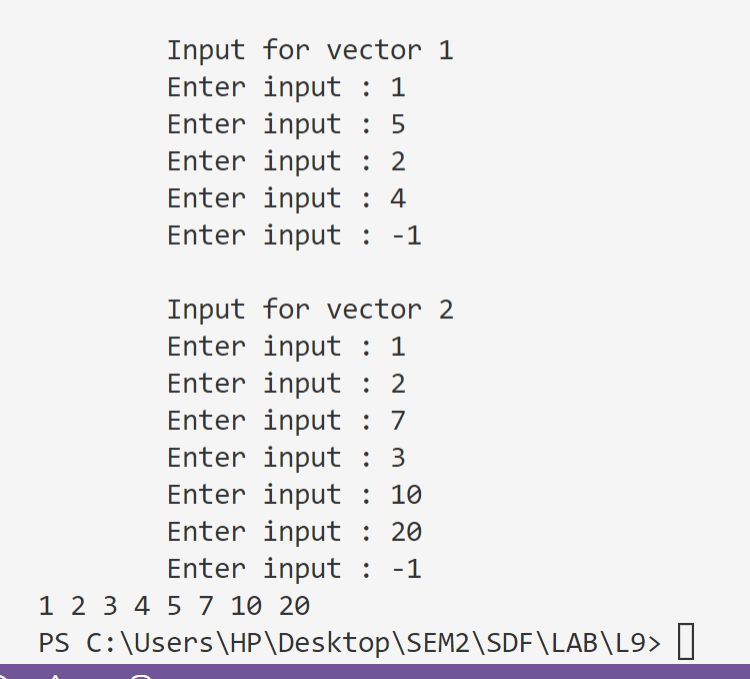 Input for vector 1
Enter input : 1
Enter input : 5
Enter input : 2
Enter input : 4
Enter input : -1
Input for vector 2
Enter input : 1
Enter input : 2
Enter input : 7
Enter input : 3
Enter input : 10
Enter input : 20
Enter input : -1
1 2 3 4 5 7 10 20
PS C:\Users\HP\Desktop\SEM2\SDF\LAB\L9>